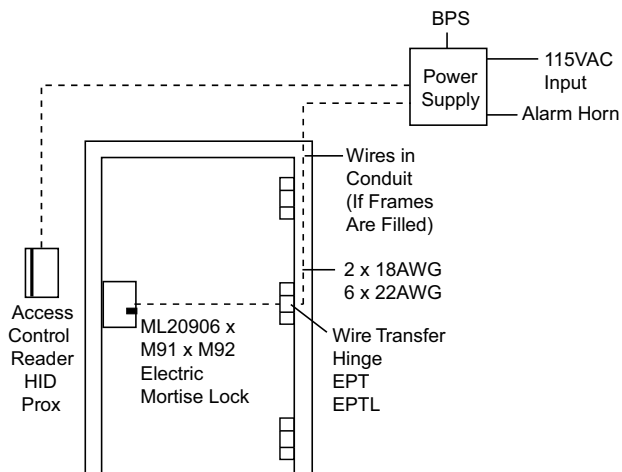 BPS
Power
Supply
115VAC
Input
Alarm Horn
Wires in
Conduit
(If Frames
Are Filled)
2 x 18AWG
6 x 22AWG
Access
Control
Reader
HID
Prox
ML20906 x
M91 x M92
Electric
Mortise Lock
Wire Transfer
Hinge
EPT
EPTL